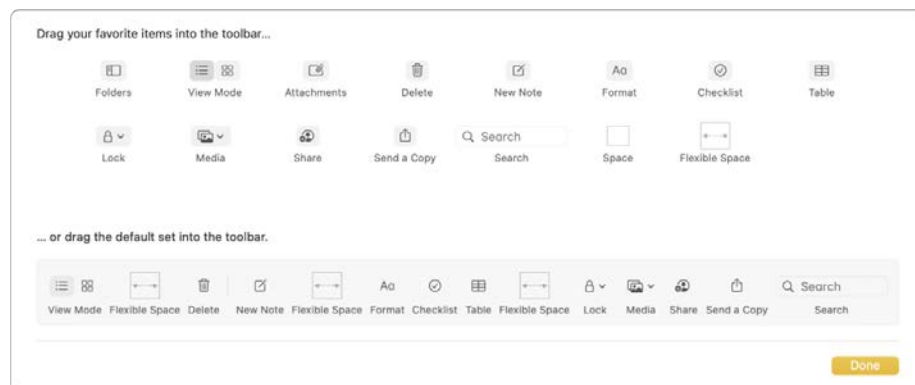 Drag your favorite items into the toolbar...
Folders View Mode Attachments Delete New Note Aa Format Checklist Table
Lock Media Share Send a Copy Search Search Space Flexible Space
... or drag the default set into the toolbar.
Aa Search
View Mode Flexible Space Delete New Note Flexible Space Format Checklist Table Flexible Space Lock Media Share Send a Copy Search
Done